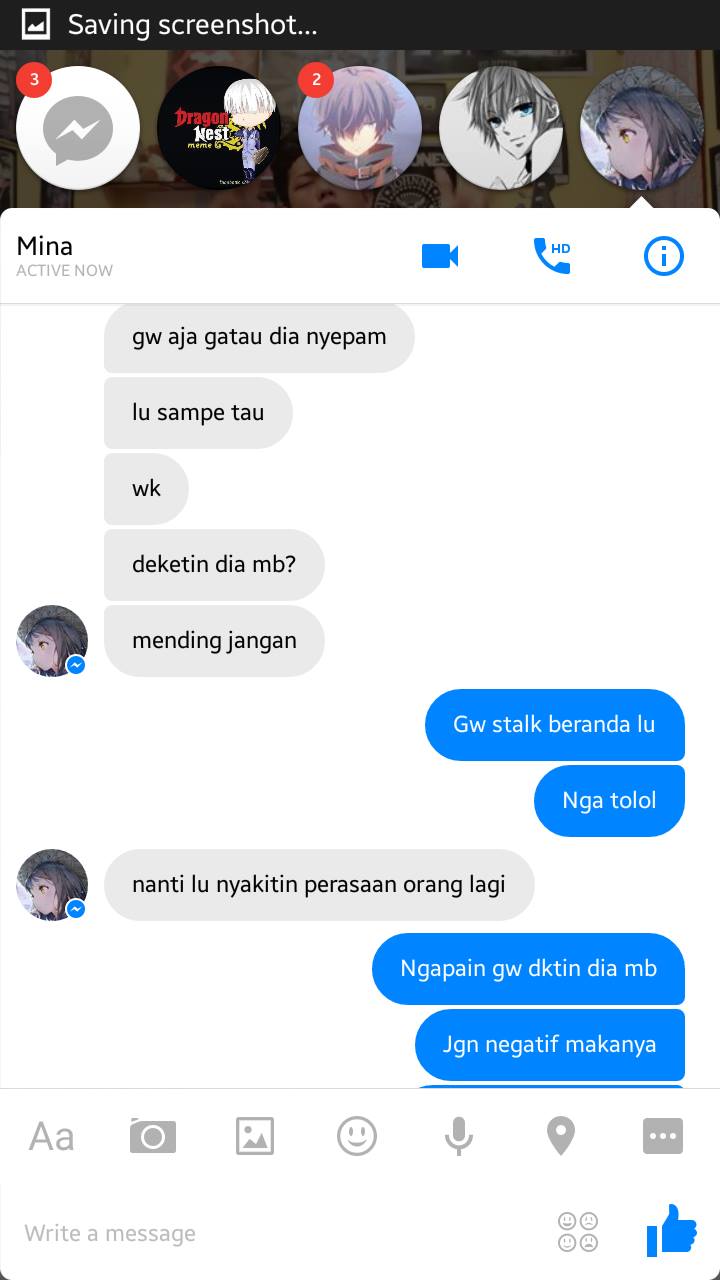 Saving screenshot...
3
Dragon
Nest
meme
2
Mina
ACTIVE NOW
HD
gw aja gatau dia nyepam
lu sampe tau
wk
deketin dia mb?
mending jangan
Gw stalk beranda lu
Nga tolol
nanti lu nyakitin perasaan orang lagi
Ngapain gw dktin dia mb
Jgn negatif makanya
Aa
Write a message